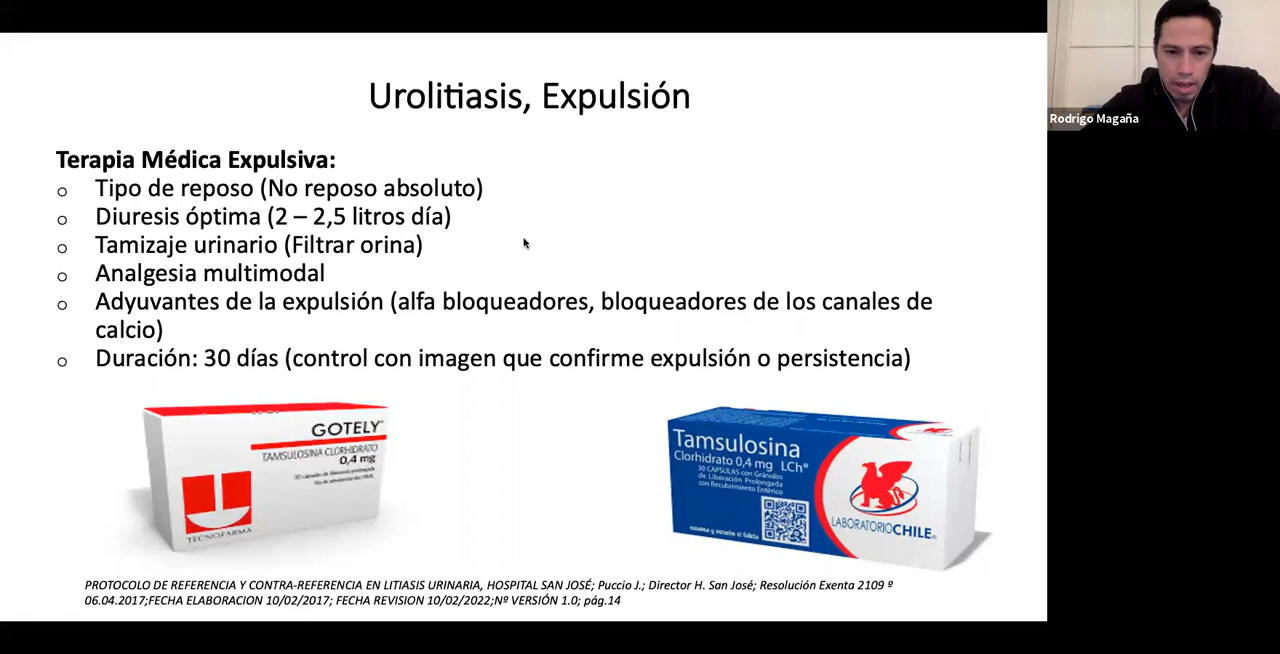 Urolitiasis, Expulsión
Rodrigo Magaña
Terapia Médica Expulsiva:
o Tipo de reposo (No reposo absoluto)
o Diuresis óptima (2 – 2,5 litros día)
o Tamizaje urinario (Filtrar orina)
o Analgesia multimodal
o Adyuvantes de la expulsión (alfa bloqueadores, bloqueadores de los canales de
calcio)
o Duración: 30 días (control con imagen que confirme expulsión o persistencia)
GOTELY
TAMSULOSINA CLORHIDRATO
0,4 mg
TECNOFARMA
Tamsulosina
Clorhidrato 0,4 mg LCh®
30 CÁPSULAS con Gránulos
de Liberación Prolongada
con Recubrimiento Entérico
LABORATORIOCHILE®
PROTOCOLO DE REFERENCIA Y CONTRA-REFERENCIA EN LITIASIS URINARIA, HOSPITAL SAN JOSÉ; Puccio J.; Director H. San José; Resolución Exenta 2109 º
06.04.2017;FECHA ELABORACION 10/02/2017; FECHA REVISION 10/02/2022;Nº VERSIÓN 1.0; pág.14